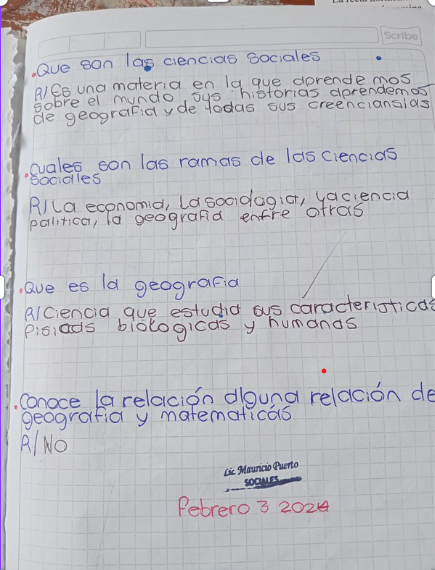 Scribe
.Que son las ciencias sociales
R/Es una materia en la que aprendemos
sobre el mundo, sus historias aprendemos
de geografia y de todas sus creencias
.Cuales son las ramas de las ciencias
sociales
R/La economia, La sociologia, la ciencia
politica, la geografia entre otras
.Que es la geografia
R/Ciencia que estudia sus caracteristicas
Fisicas biologicas y humanas
.conoce la relación alguna relación de
geografia y matematicas
R/No
Lic. Mauricio Puerto
SOCIALES
Febrero 3 2024